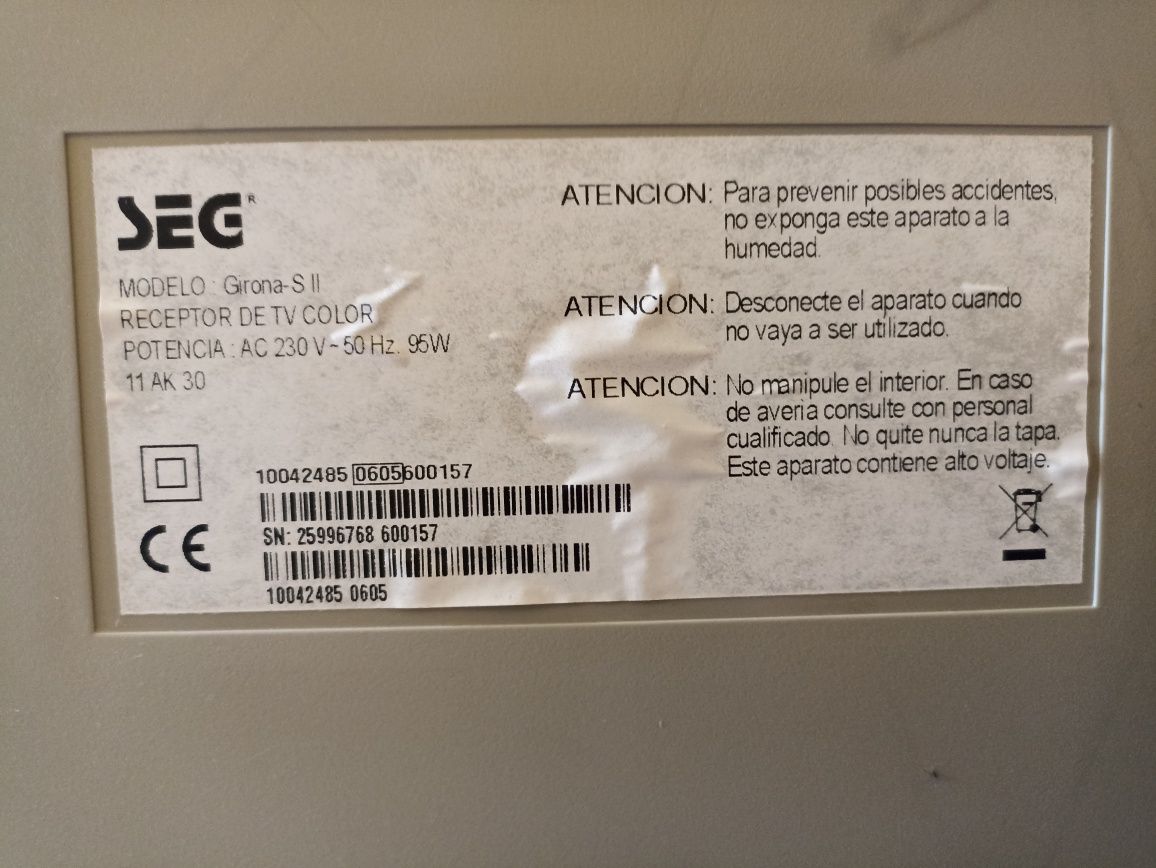 SEG®
MODELO : Girona-S II
RECEPTOR DE TV COLOR
POTENCIA : AC 230 V ~ 50 Hz. 95W
11 AK 30
10042485 0605 600157
SN: 25996768 600157
10042485 0605
CE
ATENCION: Para prevenir posibles accidentes,
no exponga este aparato a la
humedad.
ATENCION: Desconecte el aparato cuando
no vaya a ser utilizado.
ATENCION: No manipule el interior. En caso
de averia consulte con personal
cualificado. No quite nunca la tapa.
Este aparato contiene alto voltaje.